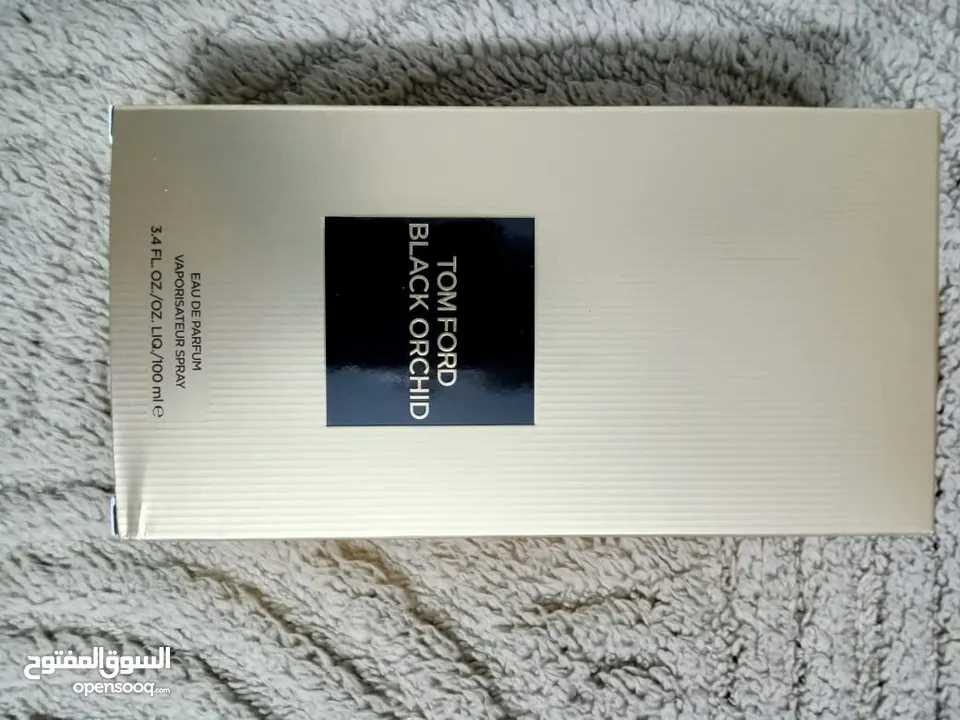 TOM FORD
BLACK ORCHID
EAU DE PARFUM
VAPORISATEUR SPRAY
3.4 FL. OZ./OZ. LIQ./100 ml ℮
السوق المفتوح
opensooq.com